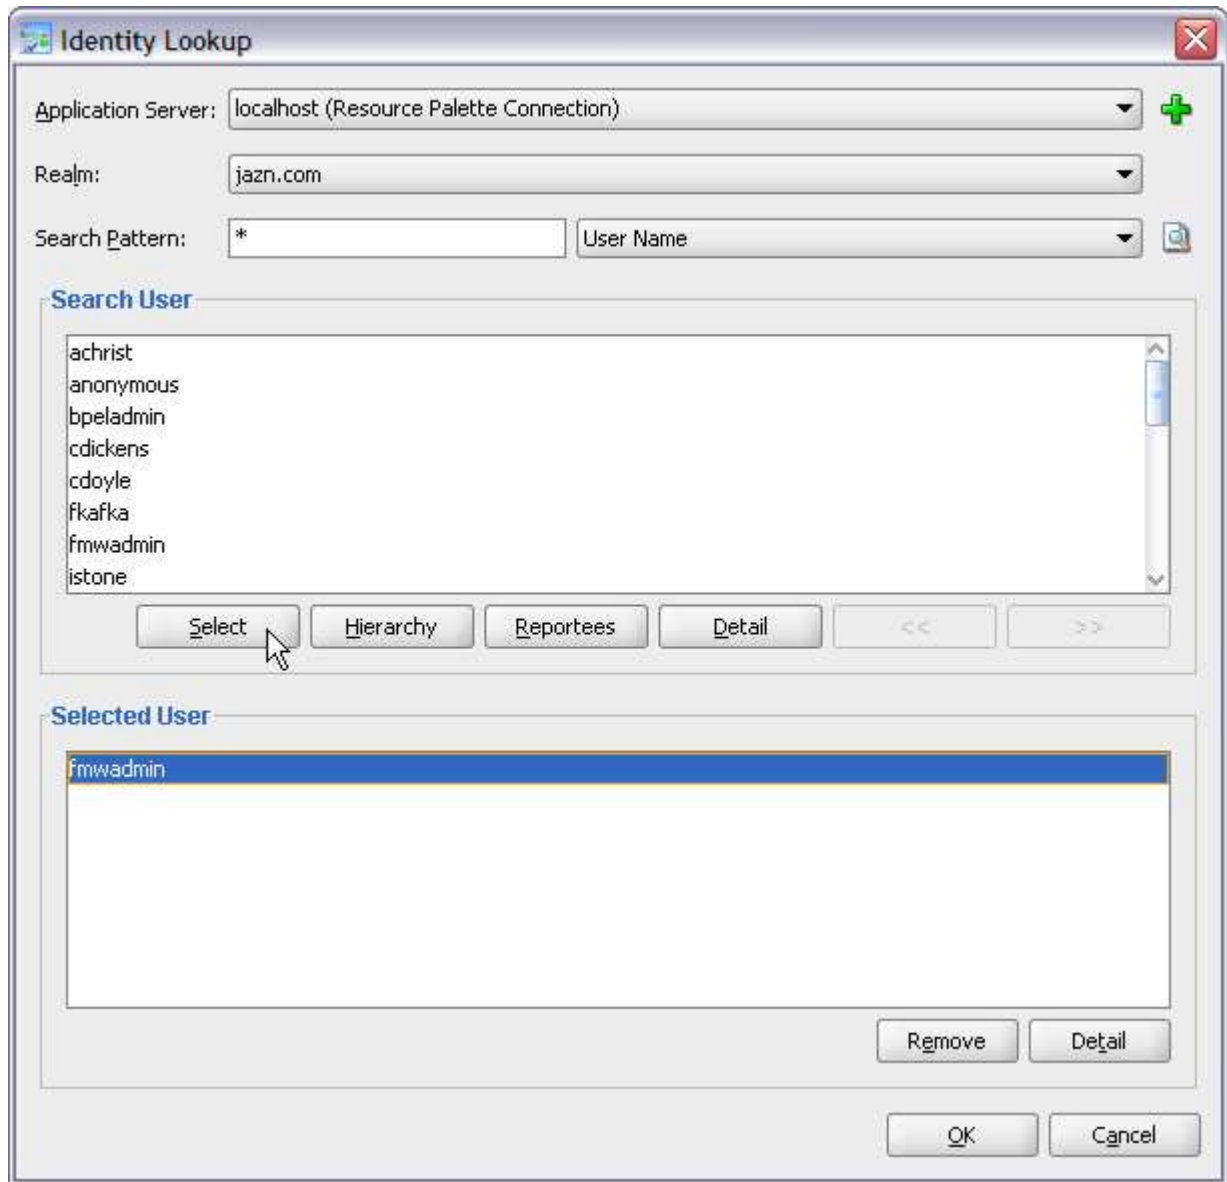 Identity Lookup
Application Server: localhost (Resource Palette Connection)
Realm: jazn.com
Search Pattern: * User Name
Search User
achrist
anonymous
bpeladmin
cdickens
cdoyle
fkafka
fmwadmin
istone
Select Hierarchy Reportees Detail << >>
Selected User
fmwadmin
Remove Detail
OK Cancel